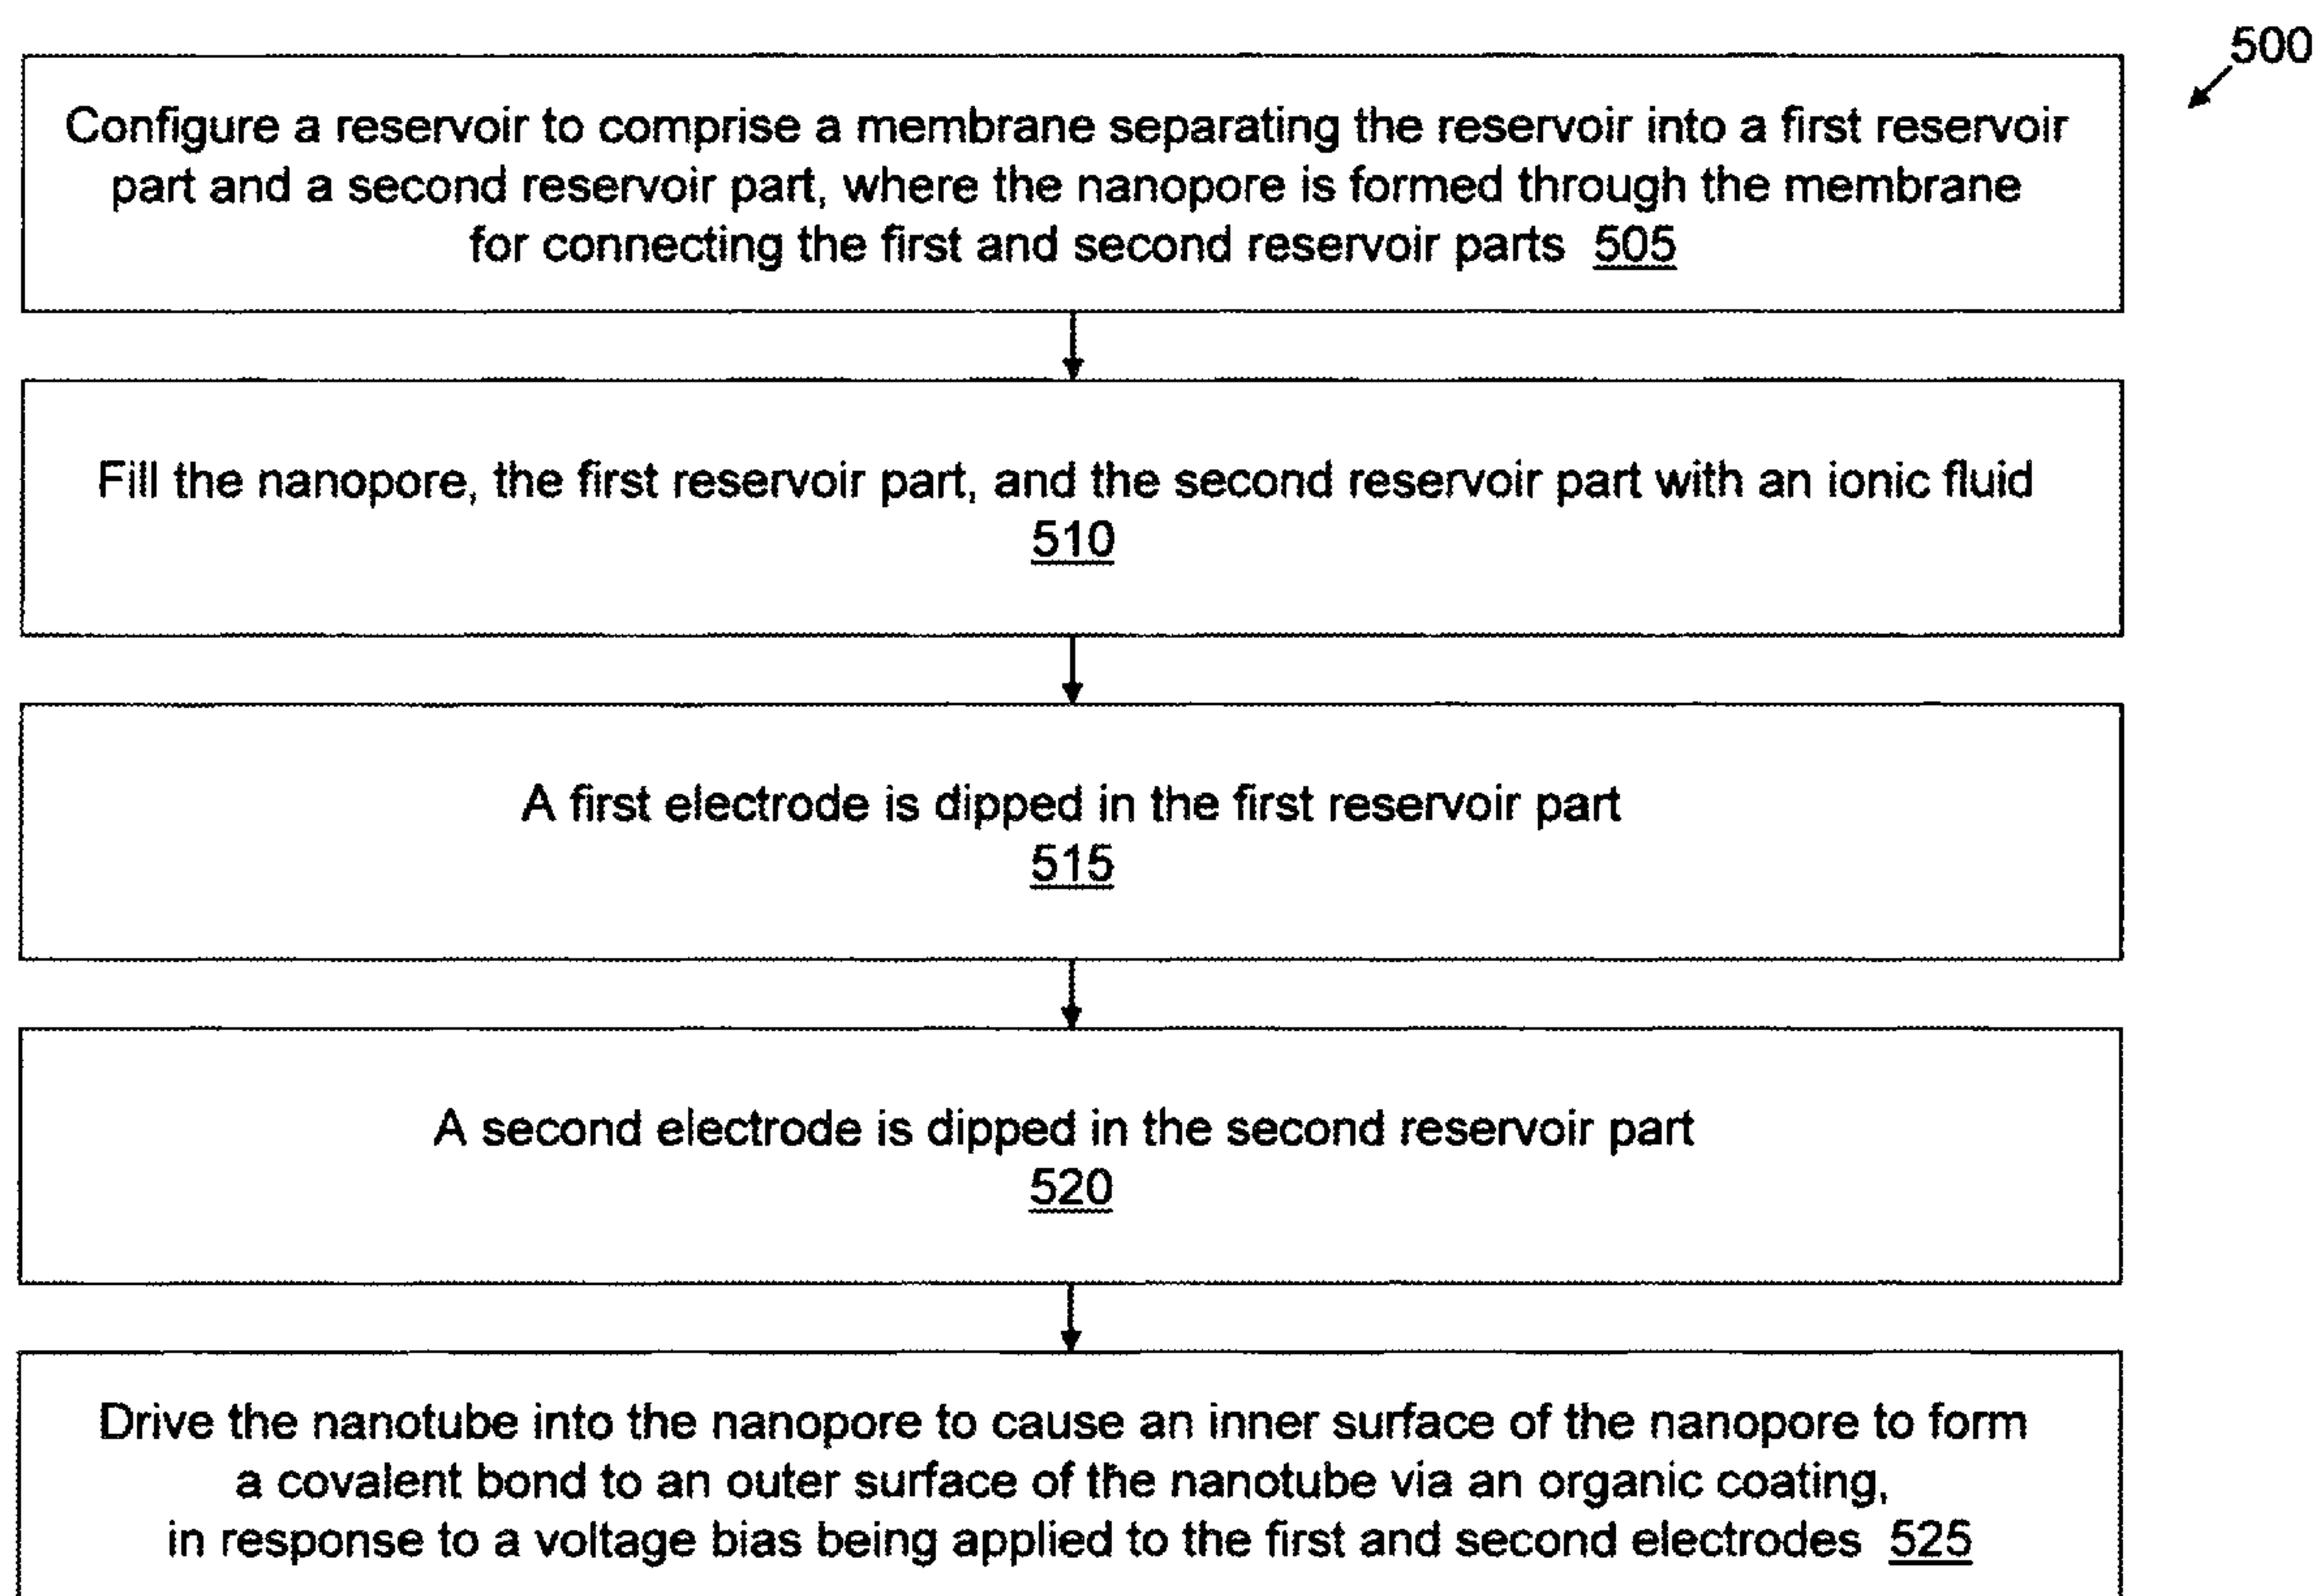 500
Configure a reservoir to comprise a membrane separating the reservoir into a first reservoir
part and a second reservoir part, where the nanopore is formed through the membrane
for connecting the first and second reservoir parts 505
Fill the nanopore, the first reservoir part, and the second reservoir part with an ionic fluid
510
A first electrode is dipped in the first reservoir part
515
A second electrode is dipped in the second reservoir part
520
Drive the nanotube into the nanopore to cause an inner surface of the nanopore to form
a covalent bond to an outer surface of the nanotube via an organic coating,
in response to a voltage bias being applied to the first and second electrodes 525